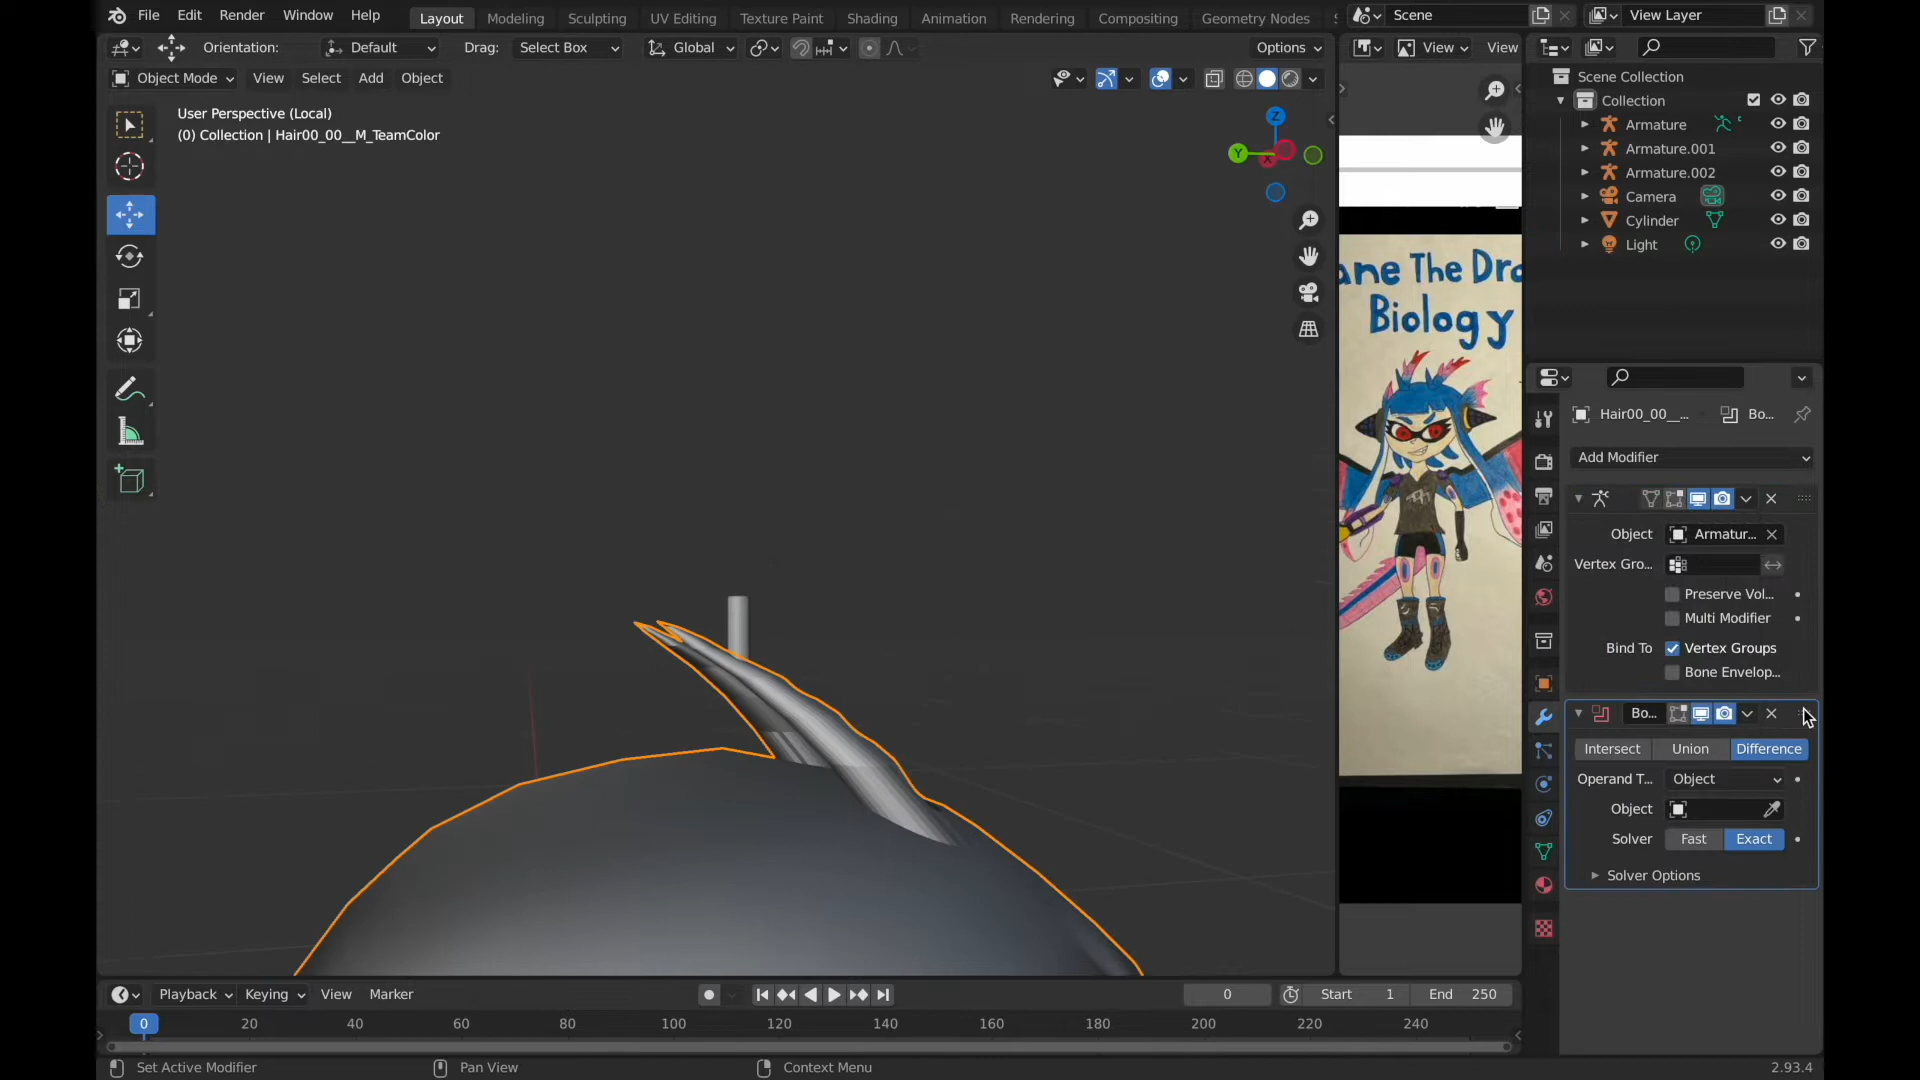 File Edit Render Window Help
Layout Modeling Sculpting UV Editing Texture Paint Shading Animation Rendering Compositing Geometry Nodes
Scene
View Layer
Orientation: Default Drag: Select Box Global Options
View View
Object Mode View Select Add Object
User Perspective (Local)
(0) Collection | Hair00_00__M_TeamColor
Z
Y
X
Scene Collection
Collection
Armature
Armature.001
Armature.002
Camera
Cylinder
Light
ane The Dra
Biology
Hair00_00__... Bo...
Add Modifier
Object Armatur...
Vertex Gro...
Preserve Vol...
Multi Modifier
Bind To Vertex Groups
Bone Envelop...
Bo...
Intersect Union Difference
Operand T... Object
Object
Solver Fast Exact
Solver Options
Playback Keying View Marker
0 Start 1 End 250
0 20 40 60 80 100 120 140 160 180 200 220 240
Set Active Modifier Pan View Context Menu 2.93.4